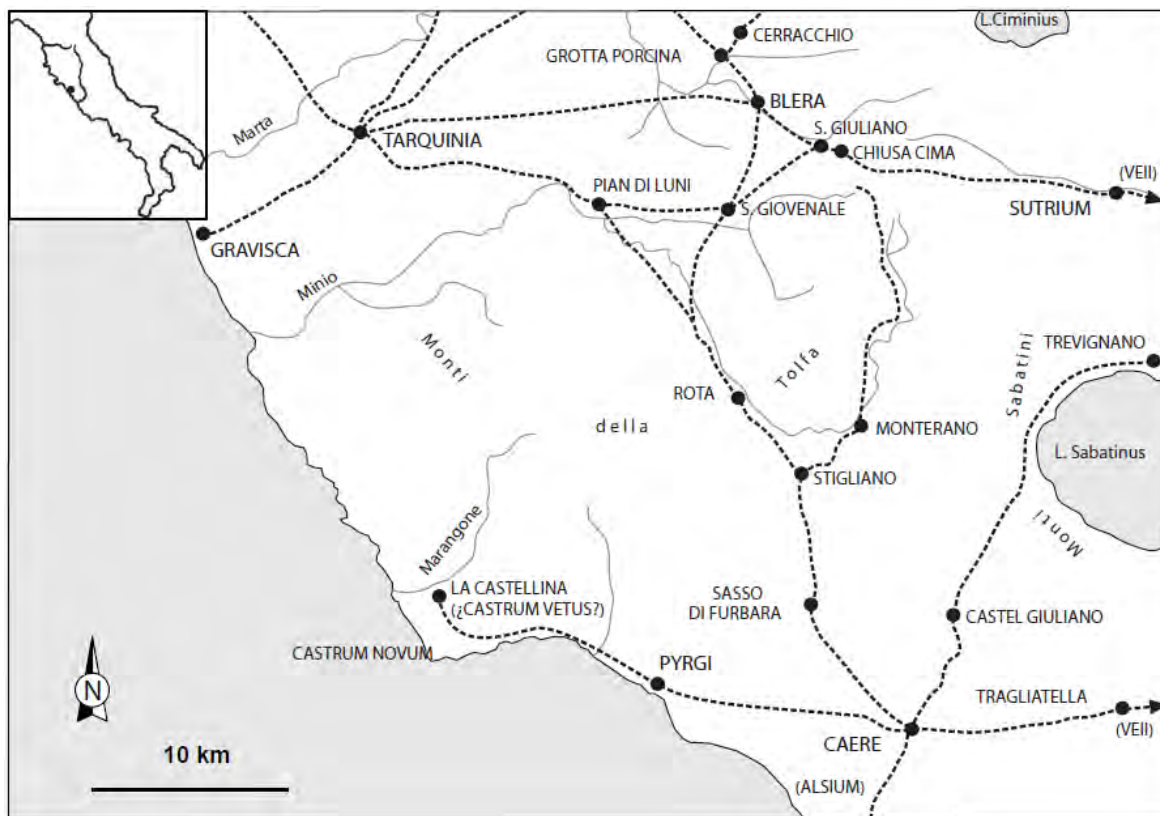 L.Ciminius
CERRACCHIO
GROTTA PORCINA
BLERA
Marta
TARQUINIA
S. GIULIANO
CHIUSA CIMA
(VEII)
PIAN DI LUNI
SUTRIUM
S. GIOVENALE
GRAVISCA
Minio
Monti
della
Tolfa
Sabatini
TREVIGNANO
ROTA
MONTERANO
L. Sabatinus
STIGLIANO
Monti
Marangone
LA CASTELLINA
(¿CASTRUM VETUS?)
SASSO
DI FURBARA
CASTEL GIULIANO
CASTRUM NOVUM
PYRGI
TRAGLIATELLA
N
(VEII)
10 km
CAERE
(ALSIUM)